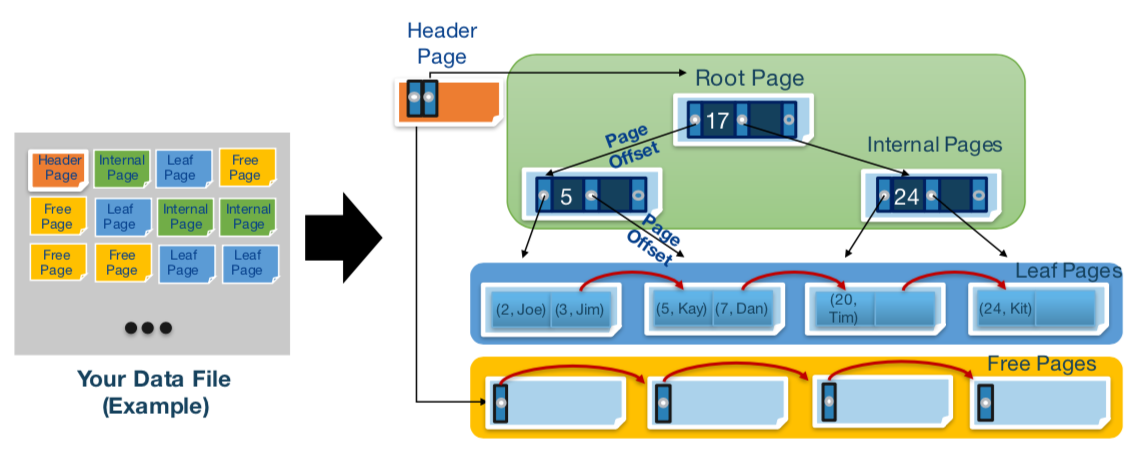 Header
Page
Internal
Page
Leaf
Page
Free
Page
Free
Page
Leaf
Page
Internal
Page
Internal
Page
Free
Page
Free
Page
Leaf
Page
Leaf
Page
Your Data File
(Example)
Header
Page
Root Page
17
Page
Offset
Internal Pages
5
24
Page
Offset
Leaf Pages
(2, Joe) (3, Jim)
(5, Kay) (7, Dan)
(20,
Tim)
(24, Kit)
Free Pages